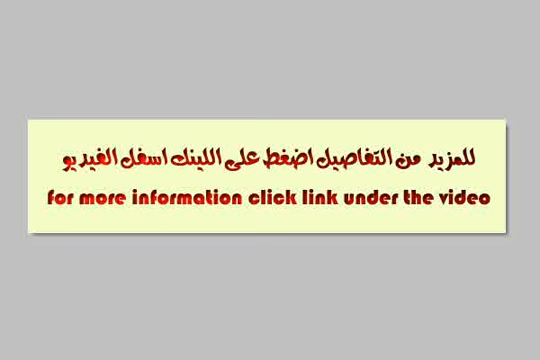 للمزيد من التفاصيل اضغط على اللينك اسفل الفيديو
for more information click link under the video